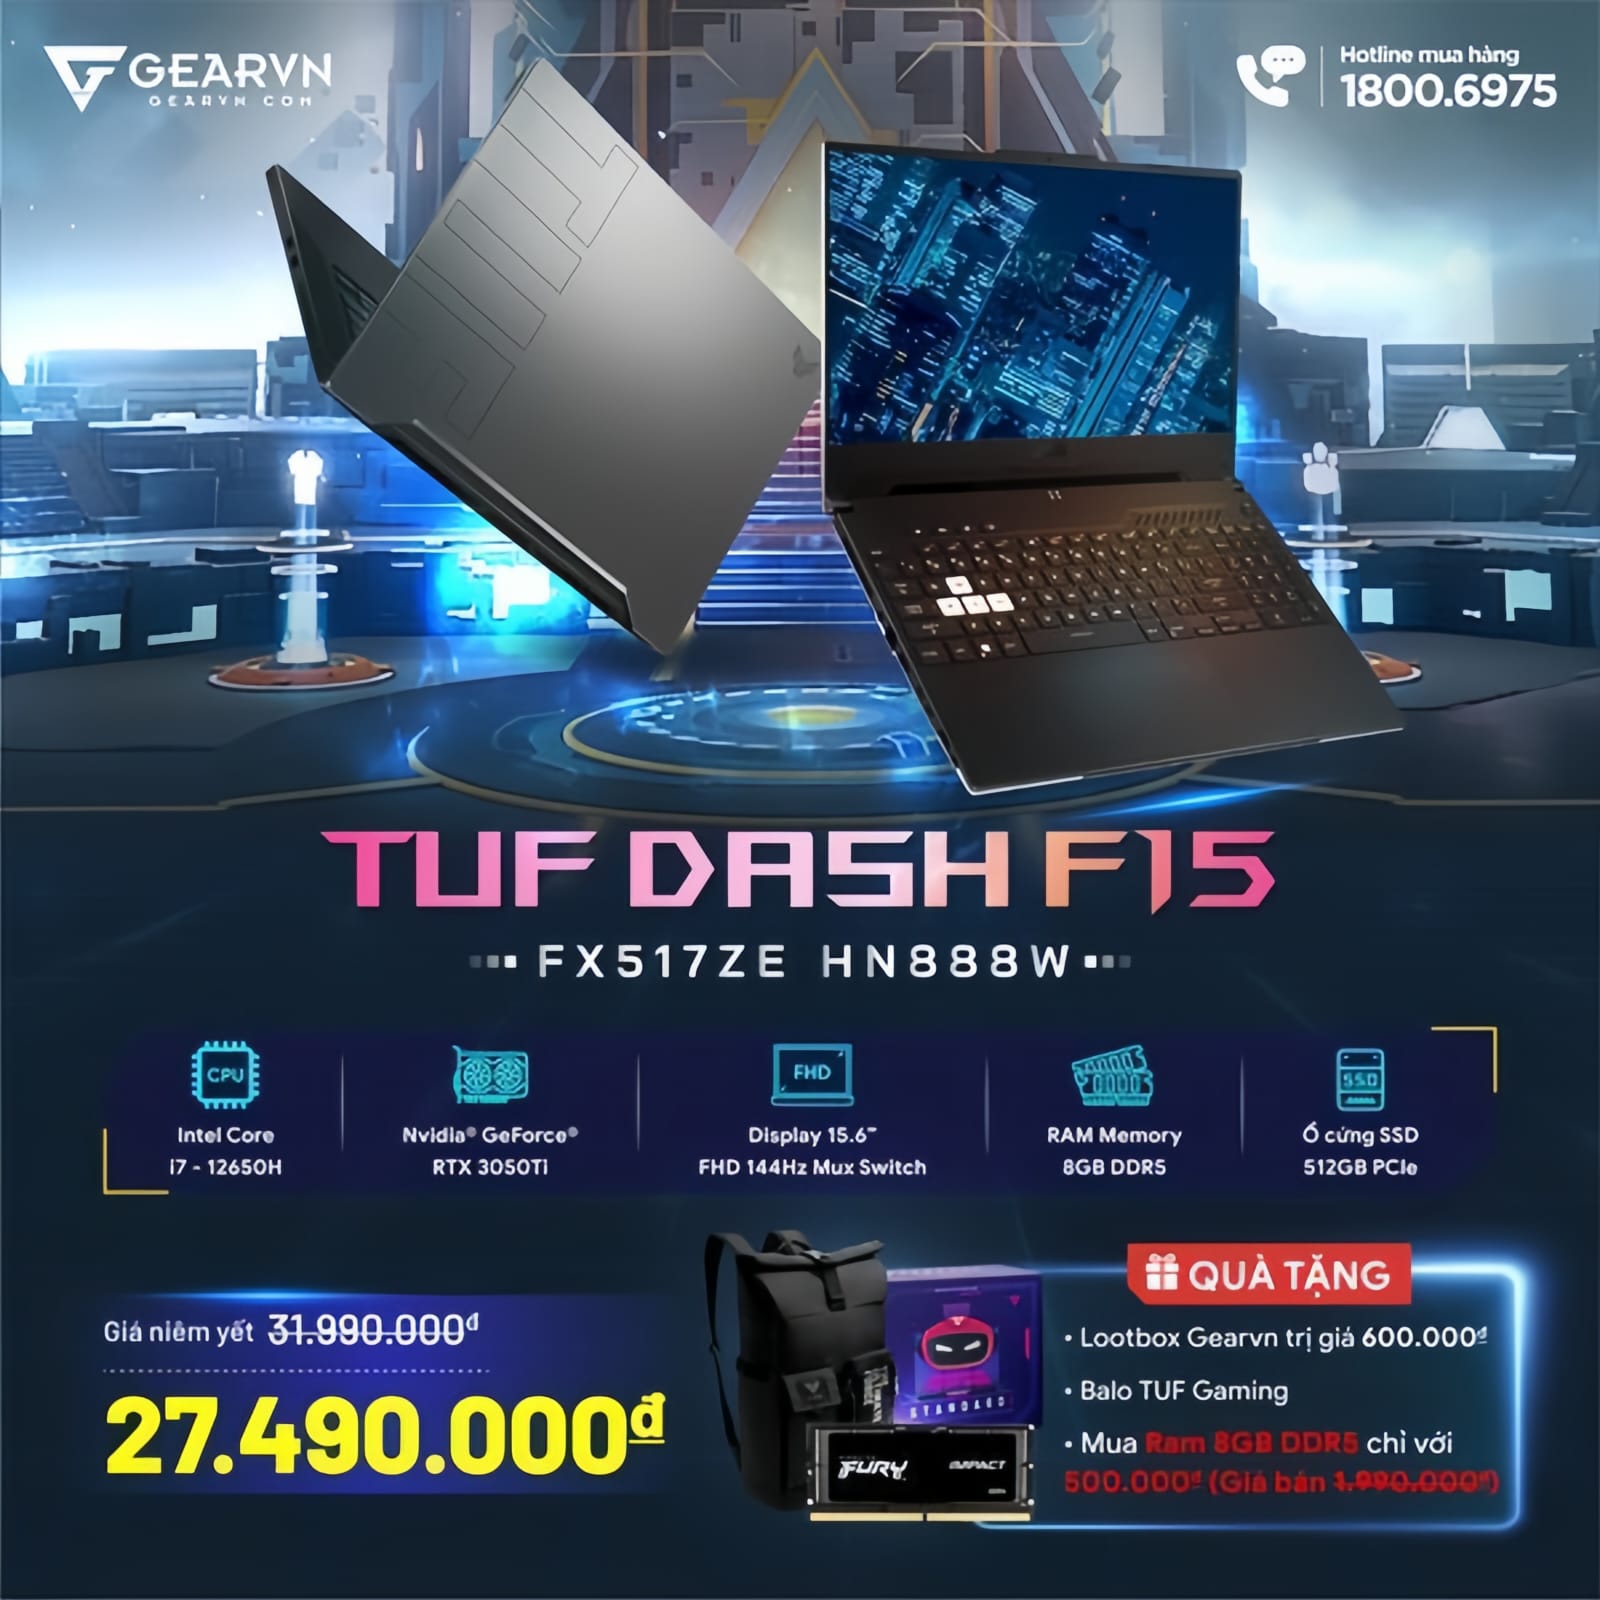 GEARVN
GEARVN COM
Hotline mua hàng
1800.6975
TUF DASH F15
FX517ZE HN888W
CPU
FHD
SSD
Intel Core
i7 - 12650H
Nvidia® GeForce®
RTX 3050Ti
Display 15.6"
FHD 144Hz Mux Switch
RAM Memory
8GB DDR5
Ổ cứng SSD
512GB PCIe
Giá niêm yết 31.990.000đ
27.490.000đ
QUÀ TẶNG
• Lootbox Gearvn trị giá 600.000đ
• Balo TUF Gaming
• Mua Ram 8GB DDR5 chỉ với
500.000đ (Giá bán 1.990.000đ)
STANDARD
FURY
IMPACT